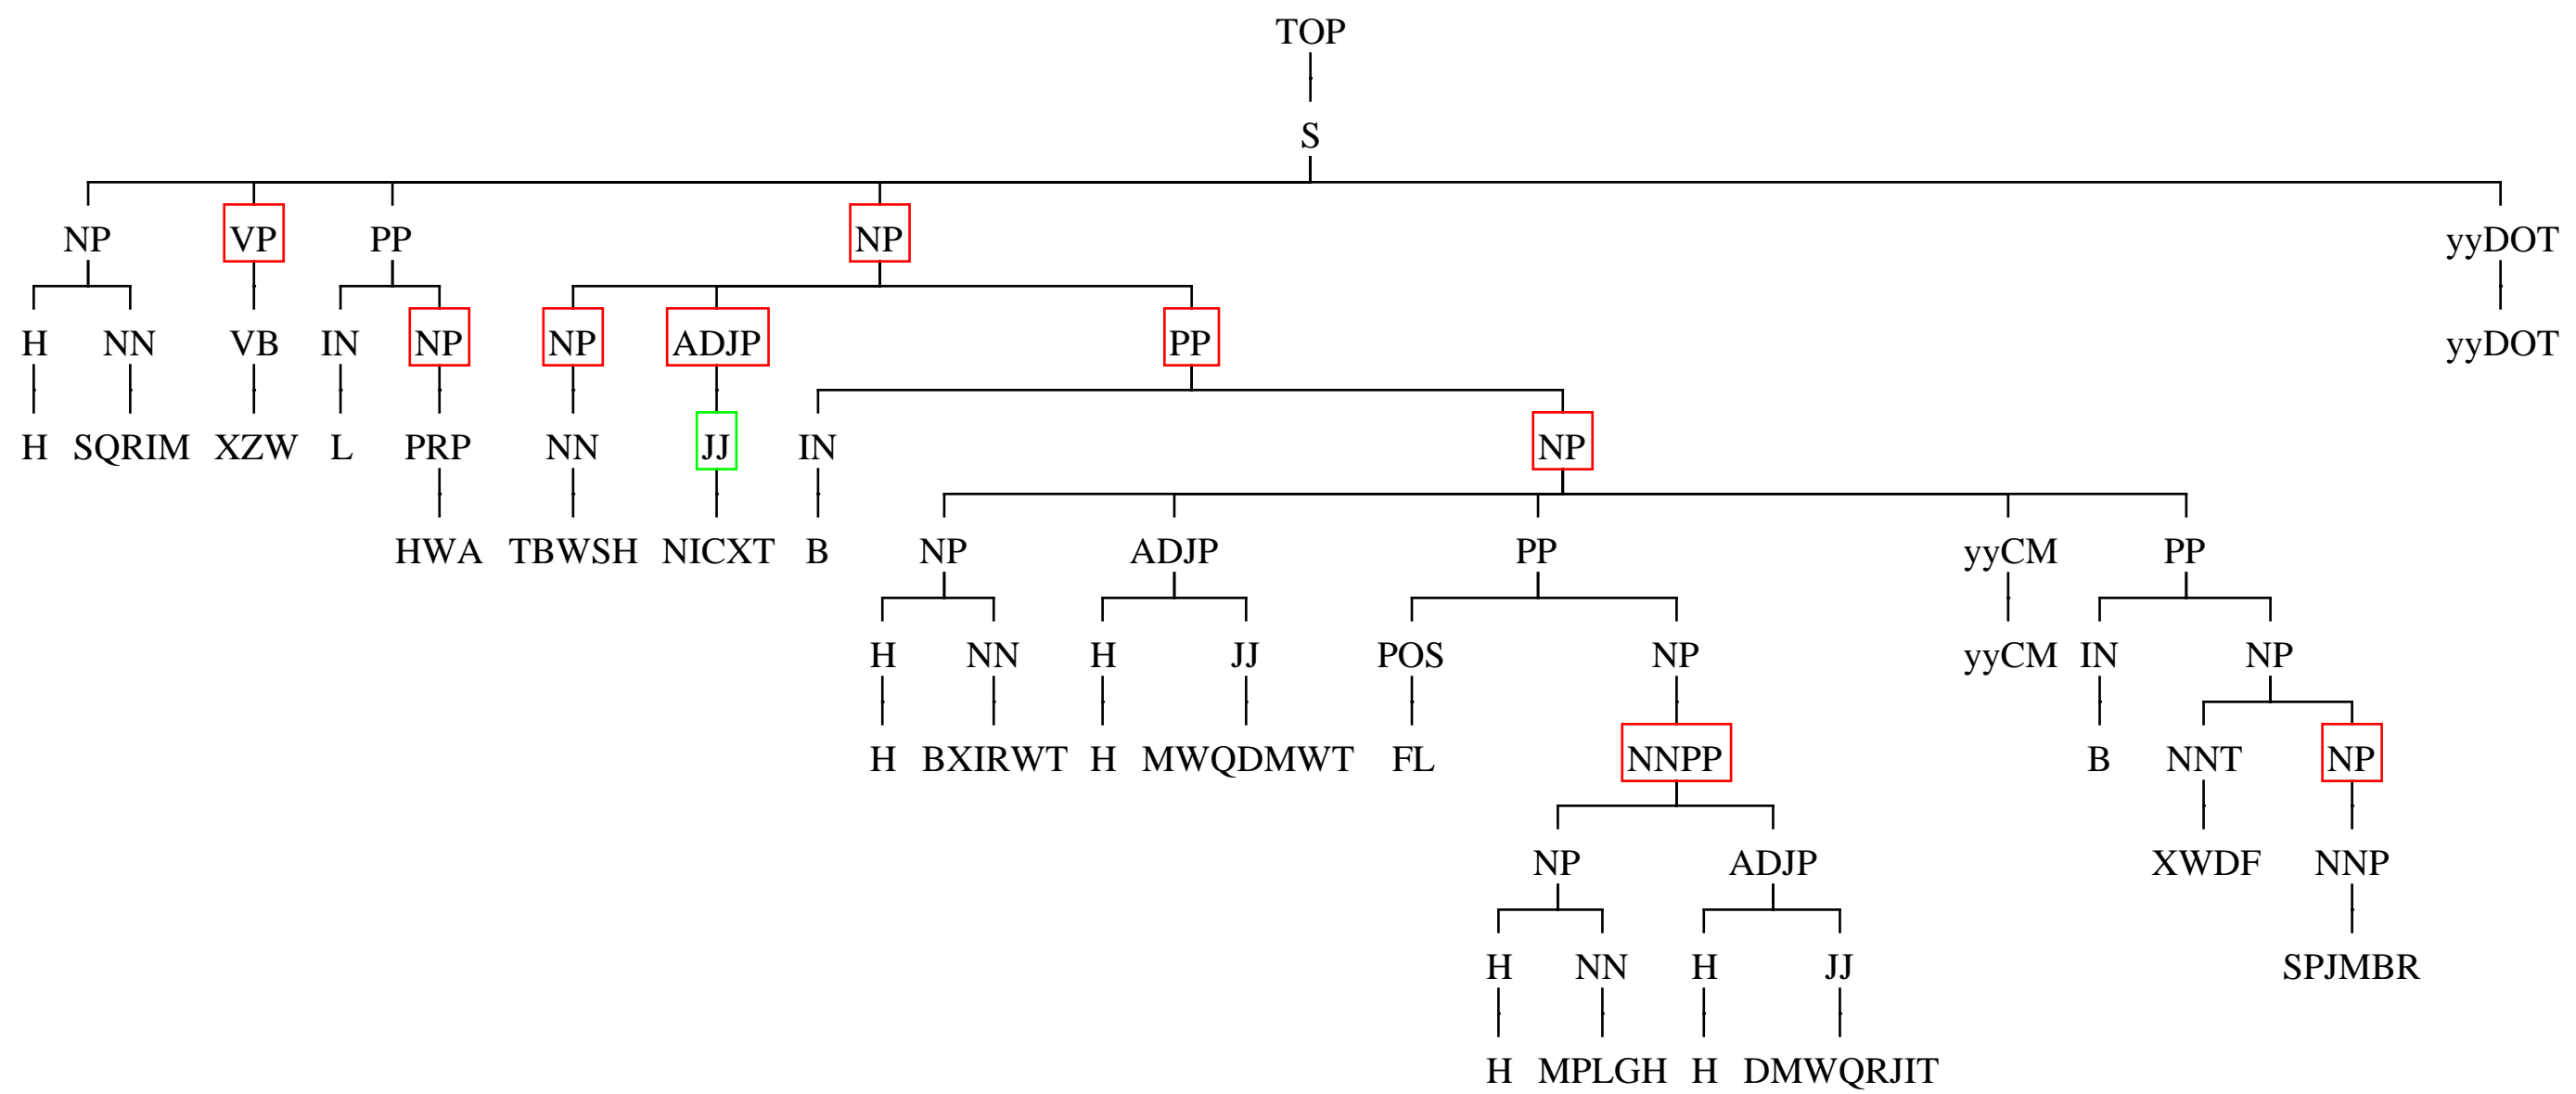 TOP
S
NP VP PP NP yyDOT
H NN VB IN NP NP ADJP PP yyDOT
H SQRIM XZW L PRP NN JJ IN NP
HWA TBWSH NICXT B NP ADJP PP yyCM PP
H NN H JJ POS NP yyCM IN NP
H BXIRWT H MWQDMWT FL NNPP B NNT NP
NP ADJP XWDF NNP
H NN H JJ SPJMBR
H MPLGH H DMWQRJIT